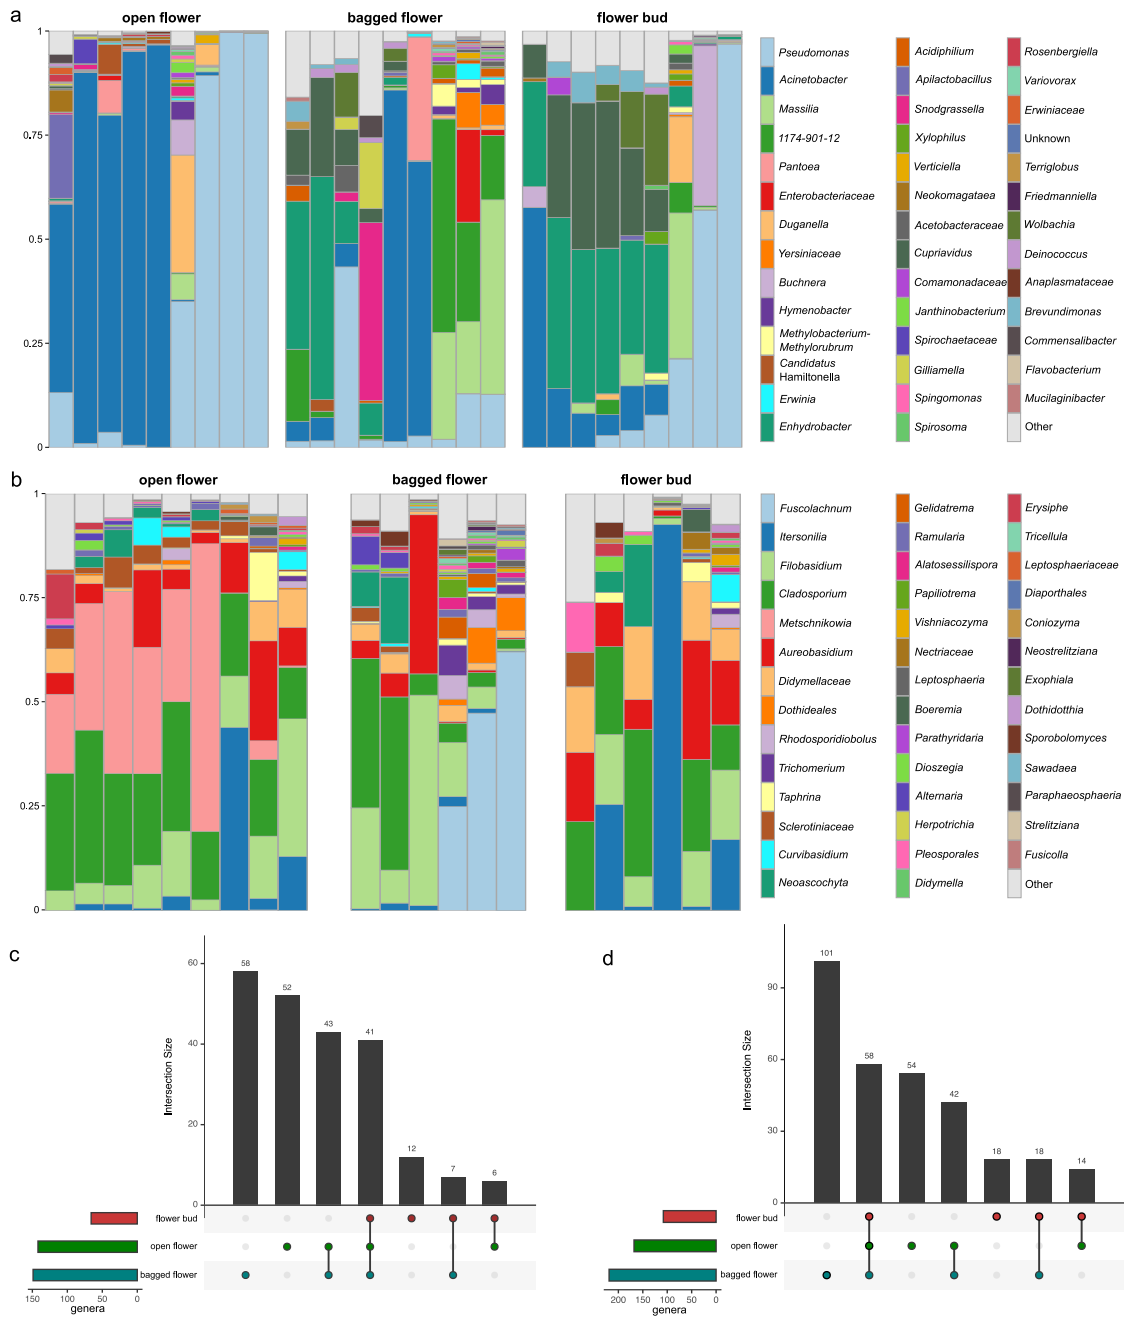 a
open flower
bagged flower
flower bud
1
0.75
0.5
0.25
0
Pseudomonas
Acinetobacter
Massilia
1174-901-12
Pantoea
Enterobacteriaceae
Duganella
Yersiniaceae
Buchnera
Hymenobacter
Methylobacterium-
Methylorubrum
Candidatus
Hamiltonella
Erwinia
Enhydrobacter
Acidiphilium
Apilactobacillus
Snodgrassella
Xylophilus
Verticiella
Neokomagataea
Acetobacteraceae
Cupriavidus
Comamonadaceae
Janthinobacterium
Spirochaetaceae
Gilliamella
Spingomonas
Spirosoma
Rosenbergiella
Variovorax
Erwiniaceae
Unknown
Terriglobus
Friedmanniella
Wolbachia
Deinococcus
Anaplasmataceae
Brevundimonas
Commensalibacter
Flavobacterium
Mucilaginibacter
Other
b
open flower
bagged flower
flower bud
1
0.75
0.5
0.25
0
Fuscolachnum
Itersonilia
Filobasidium
Cladosporium
Metschnikowia
Aureobasidium
Didymellaceae
Dothideales
Rhodosporidiobolus
Trichomerium
Taphrina
Sclerotiniaceae
Curvibasidium
Neoascochyta
Gelidatrema
Ramularia
Alatosessilispora
Papiliotrema
Vishniacozyma
Nectriaceae
Leptosphaeria
Boeremia
Parathyridaria
Dioszegia
Alternaria
Herpotrichia
Pleosporales
Didymella
Erysiphe
Tricellula
Leptosphaeriaceae
Diaporthales
Coniozyma
Neostrelitziana
Exophiala
Dothidotthia
Sporobolomyces
Sawadaea
Paraphaeosphaeria
Strelitziana
Fusicolla
Other
c
Intersection Size
60
40
20
0
58
52
43
41
12
7
6
flower bud
open flower
bagged flower
150
100
50
0
genera
d
Intersection Size
90
60
30
0
101
58
54
42
18
18
14
flower bud
open flower
bagged flower
200
150
100
50
0
genera